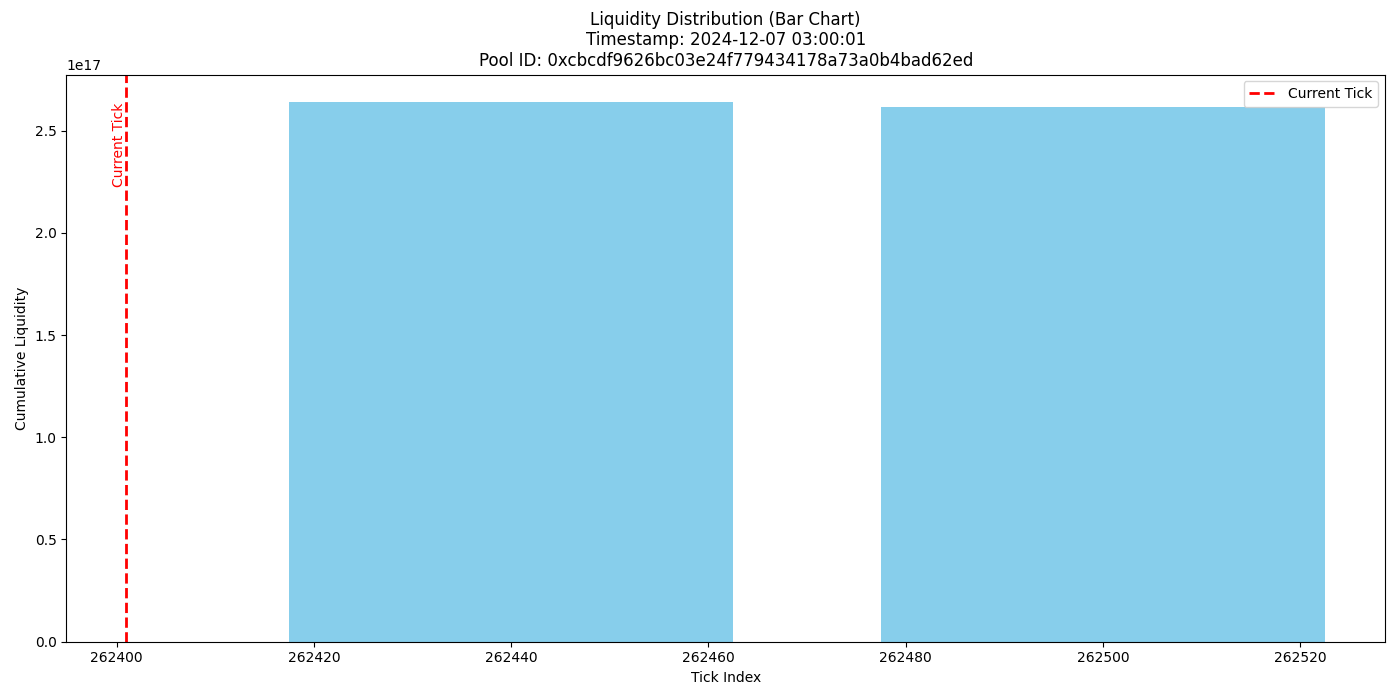 Liquidity Distribution (Bar Chart)
Timestamp: 2024-12-07 03:00:01
Pool ID: 0xcbcdf9626bc03e24f779434178a73a0b4bad62ed
1e17
Current Tick
Current Tick
2.5
2.0
1.5
1.0
0.5
0.0
Cumulative Liquidity
262400 262420 262440 262460 262480 262500 262520
Tick Index